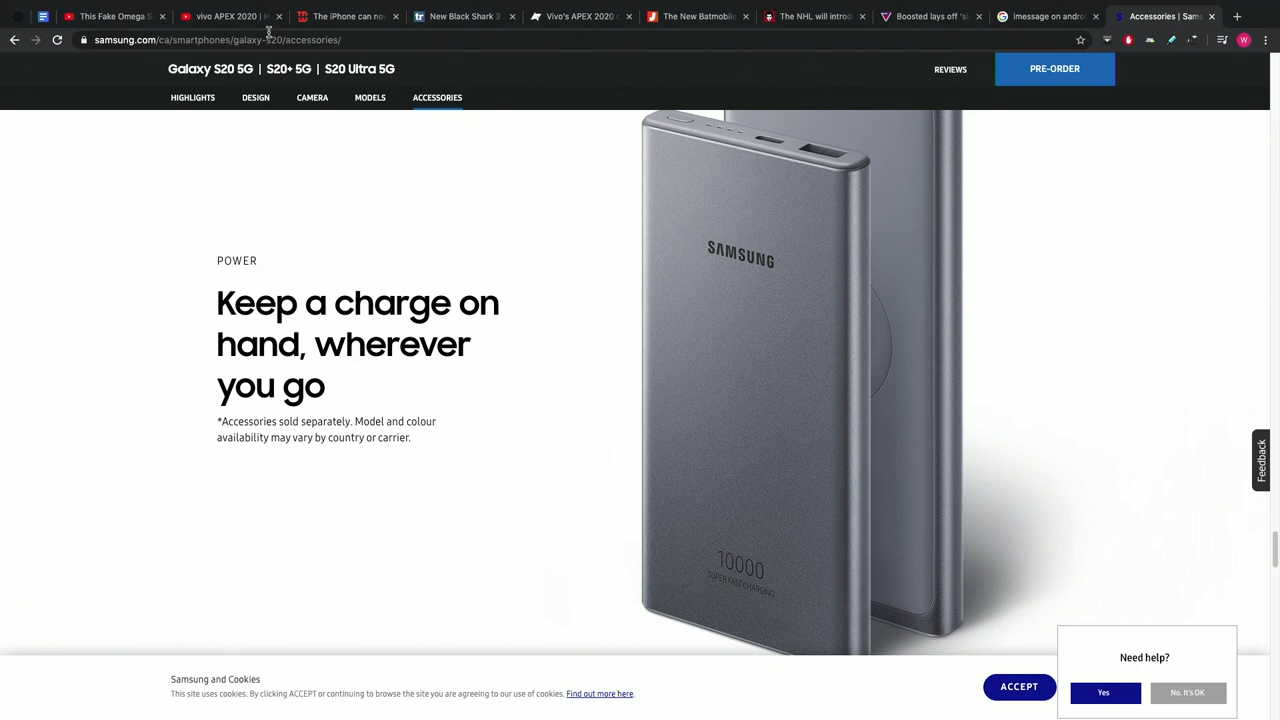 This Fake Omega S
vivo APEX 2020 | H
The iPhone can nov
New Black Shark 3
Vivo's APEX 2020
The New Batmobile
The NHL will introd
Boosted lays off "si
imessage on andro
Accessories | Sams
samsung.com/ca/smartphones/galaxy-s20/accessories/
W
Galaxy S20 5G | S20+ 5G | S20 Ultra 5G
REVIEWS
PRE-ORDER
HIGHLIGHTS
DESIGN
CAMERA
MODELS
ACCESSORIES
SAMSUNG
POWER
Keep a charge on
hand, wherever
you go
*Accessories sold separately. Model and colour
availability may vary by country or carrier.
Feedback
10000
SUPER FAST CHARGING
Samsung and Cookies
This site uses cookies. By clicking ACCEPT or continuing to browse the site you are agreeing to our use of cookies. Find out more here.
ACCEPT
Need help?
Yes
No, it's OK